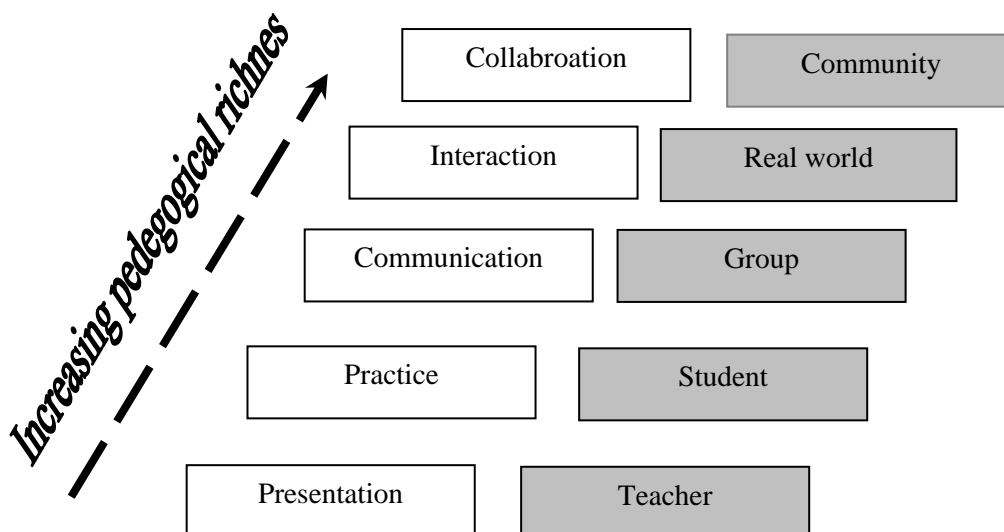 Increasing pedegogical richnes
Collabroation
Community
Interaction
Real world
Communication
Group
Practice
Student
Presentation
Teacher